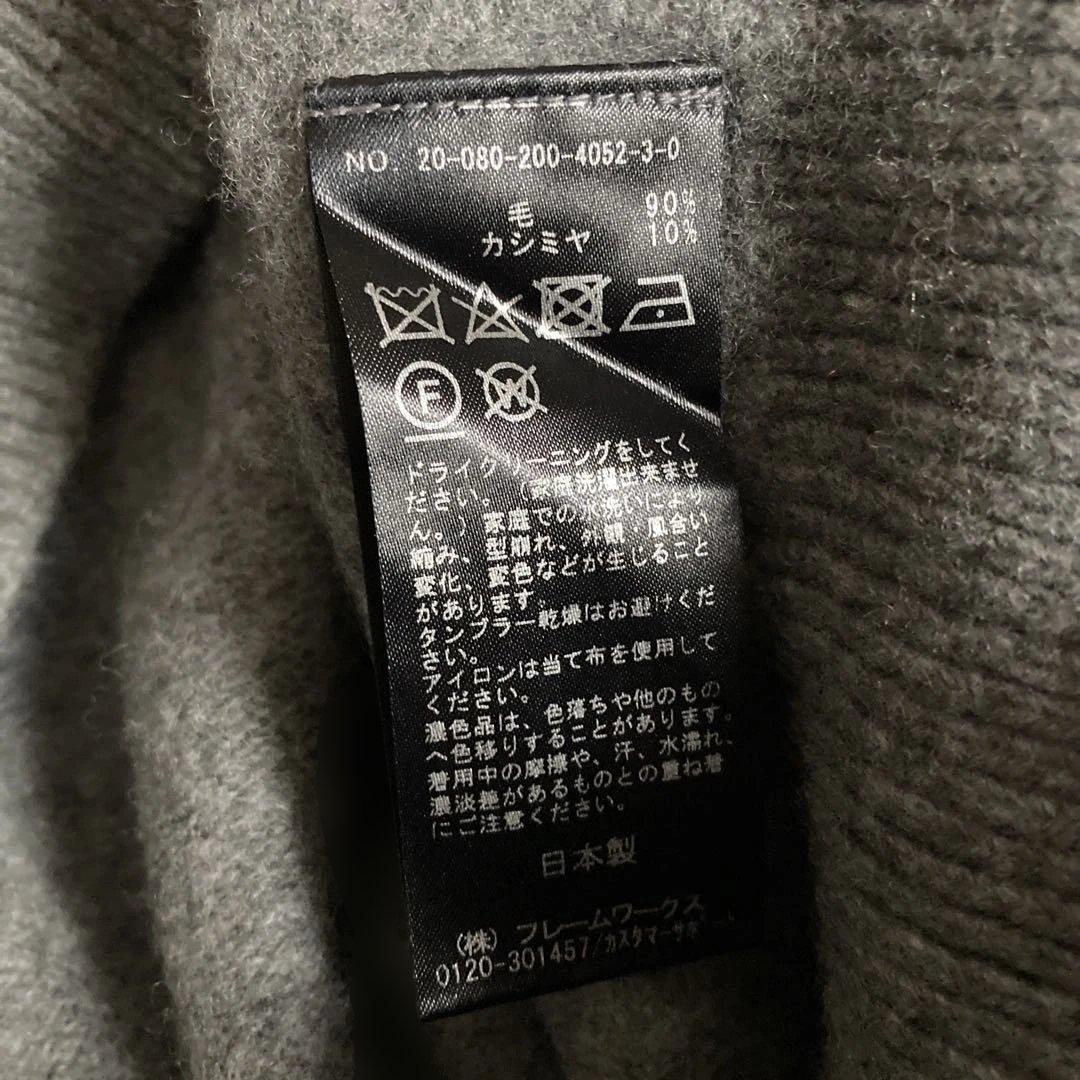 NO. 20-080-200-4052-3-0
毛 90%
カシミヤ 10%
F
W
ドライクリーニングをしてく
ださい。(家庭洗濯出来ませ
ん。)家庭での水洗いにより
縮み、型崩れ、外観・風合い
変化、変色などが生じること
があります
タンブラー乾燥はお避けくだ
さい。
アイロンは当て布を使用して
ください。
濃色品は、色落ちや他のもの
へ色移りすることがあります。
着用中の摩擦や、汗、水濡れ、
濃淡差があるものとの重ね着
にご注意ください。
日本製
(株) フレームワークス
0120-301457/カスタマーサポート